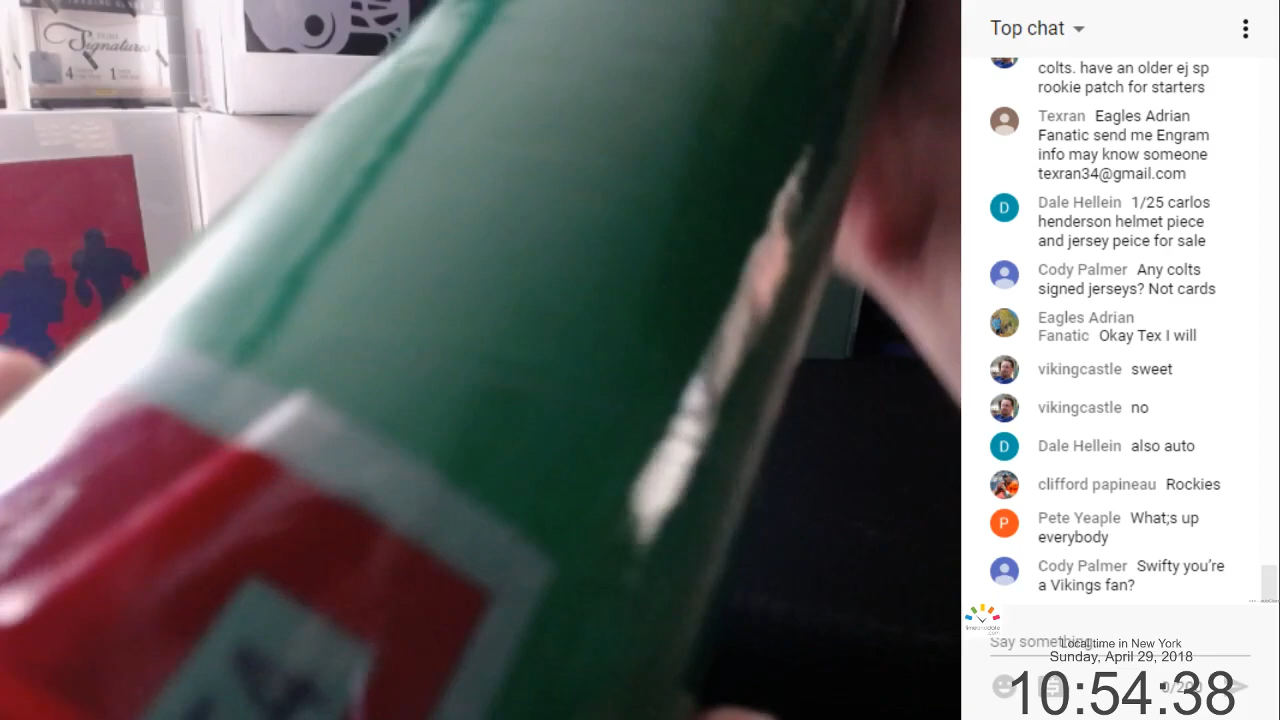 Signatures
4 1
Top chat
colts. have an older ej sp
rookie patch for starters
Texran Eagles Adrian
Fanatic send me Engram
info may know someone
texran34@gmail.com
D Dale Hellein 1/25 carlos
henderson helmet piece
and jersey peice for sale
Cody Palmer Any colts
signed jerseys? Not cards
Eagles Adrian
Fanatic Okay Tex I will
vikingcastle sweet
vikingcastle no
D Dale Hellein also auto
clifford papineau Rockies
P Pete Yeaple What;s up
everybody
Cody Palmer Swifty you're
a Vikings fan?
Say something...
Local time in New York
Sunday, April 29, 2018
10:54:38